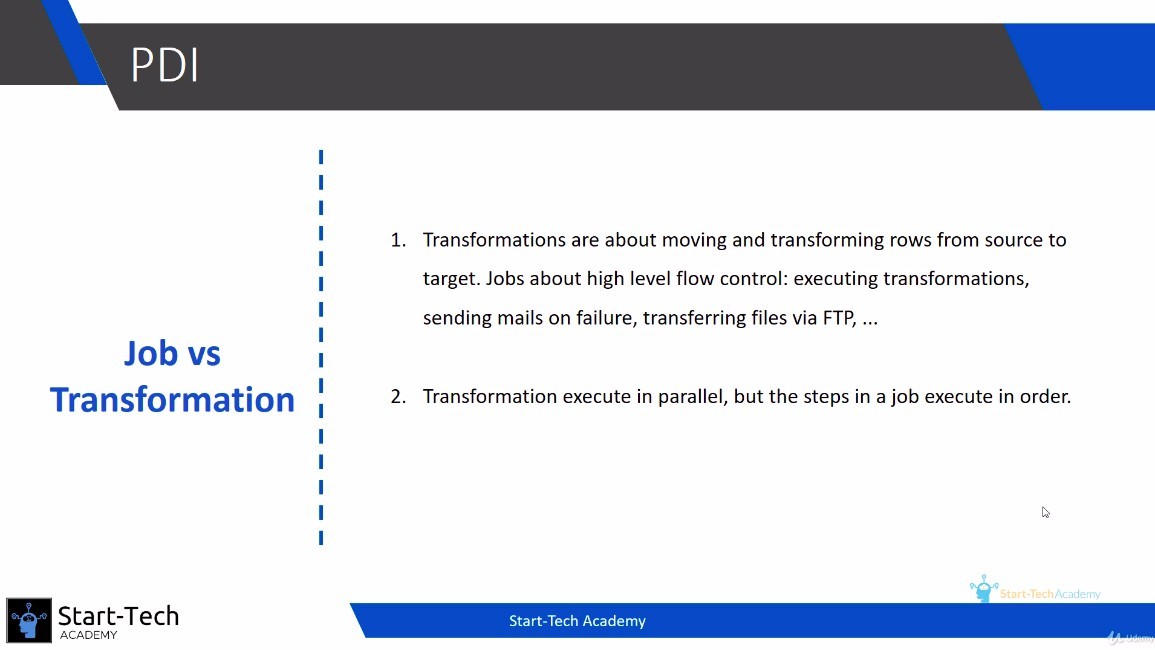 PDI
Job vs
Transformation
1. Transformations are about moving and transforming rows from source to
target. Jobs about high level flow control: executing transformations,
sending mails on failure, transferring files via FTP, ...
2. Transformation execute in parallel, but the steps in a job execute in order.
Start-TechAcademy
Start-Tech
ACADEMY
Start-Tech Academy
Udemy